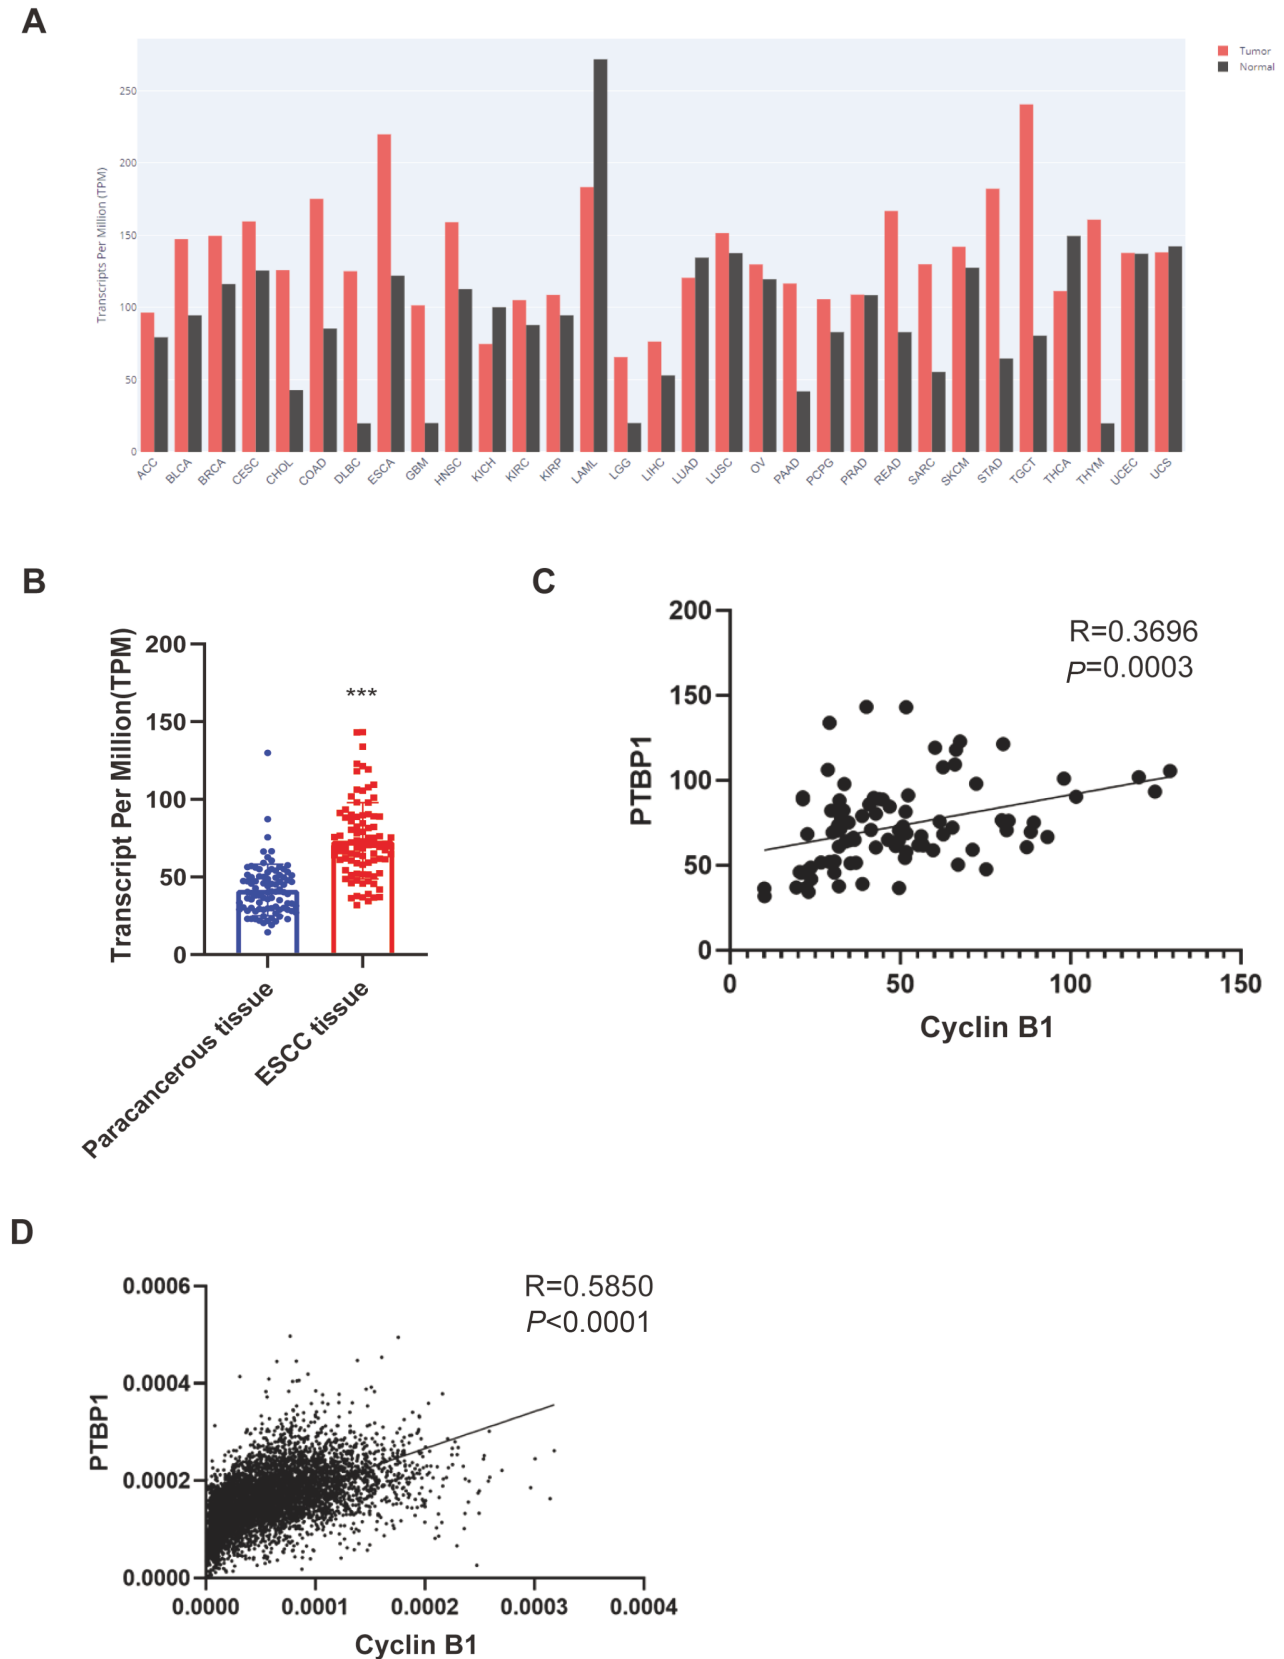 A
Tumor
Normal
Transcripts Per Million (TPM)
250
200
150
100
50
0
ACC
BLCA
BRCA
CESC
CHOL
COAD
DLBC
ESCA
GBM
HNSC
KICH
KIRC
KIRP
LAML
LGG
LIHC
LUAD
LUSC
OV
PAAD
PCPG
PRAD
READ
SARC
SKCM
STAD
TGCT
THCA
THYM
UCEC
UCS
B
Transcript Per Million(TPM)
200
150
100
50
0
***
Paracancerous tissue
ESCC tissue
C
PTBP1
200
150
100
50
0
R=0.3696
P=0.0003
0 50 100 150
Cyclin B1
D
PTBP1
0.0006
0.0004
0.0002
0.0000
R=0.5850
P<0.0001
0.0000 0.0001 0.0002 0.0003 0.0004
Cyclin B1